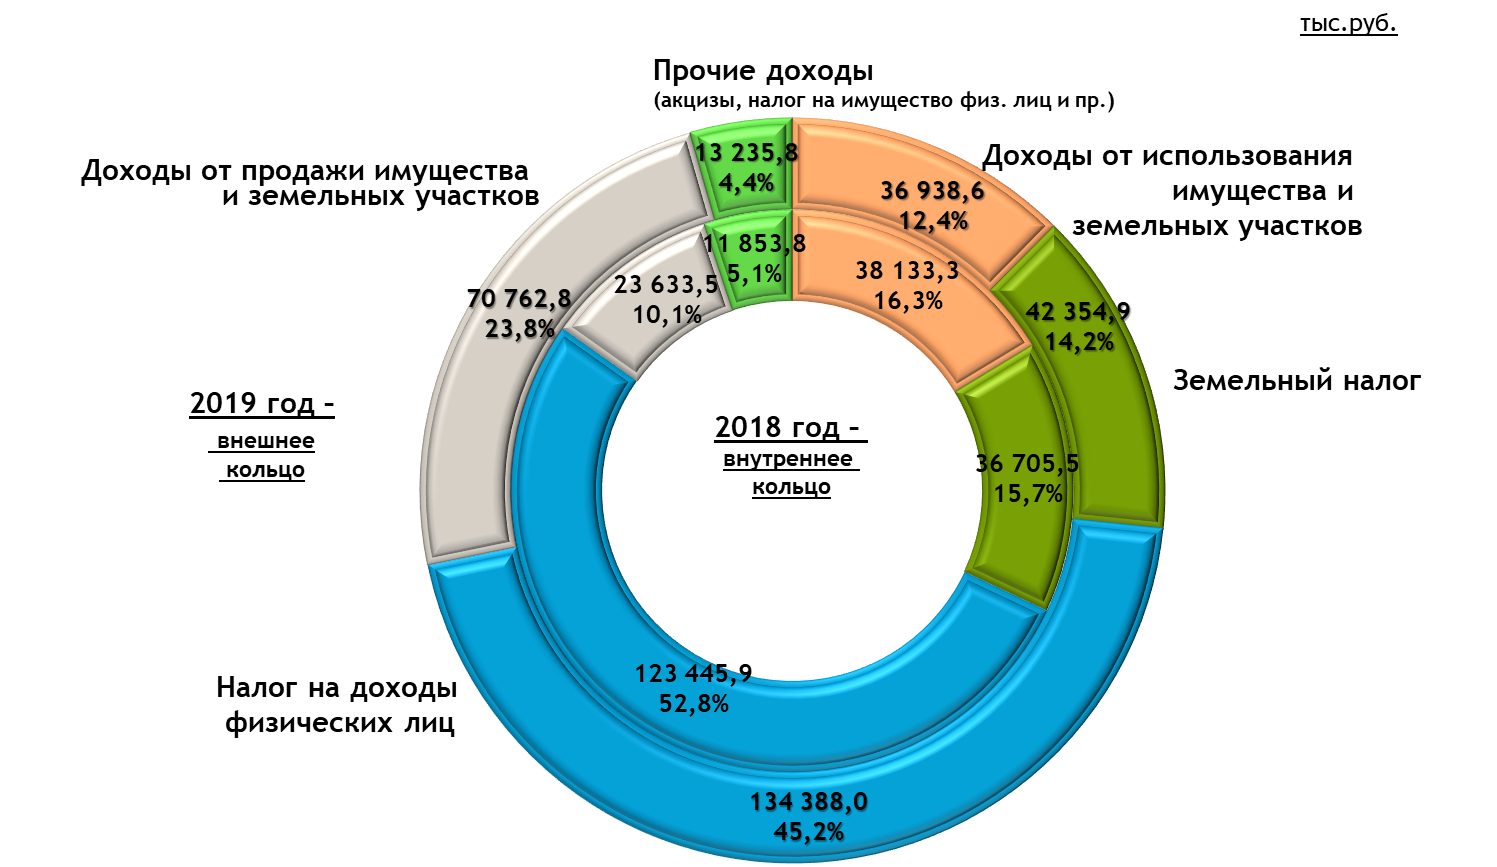 тыс.руб.
Прочие доходы
(акцизы, налог на имущество физ. лиц и пр.)
Доходы от продажи имущества
и земельных участков
Доходы от использования
имущества и
земельных участков
13 235,8
4,4%
36 938,6
12,4%
11 853,8
5,1%
38 133,3
16,3%
23 633,5
10,1%
70 762,8
23,8%
42 354,9
14,2%
Земельный налог
2019 год –
внешнее
кольцо
2018 год –
внутреннее
кольцо
36 705,5
15,7%
Налог на доходы
физических лиц
123 445,9
52,8%
134 388,0
45,2%